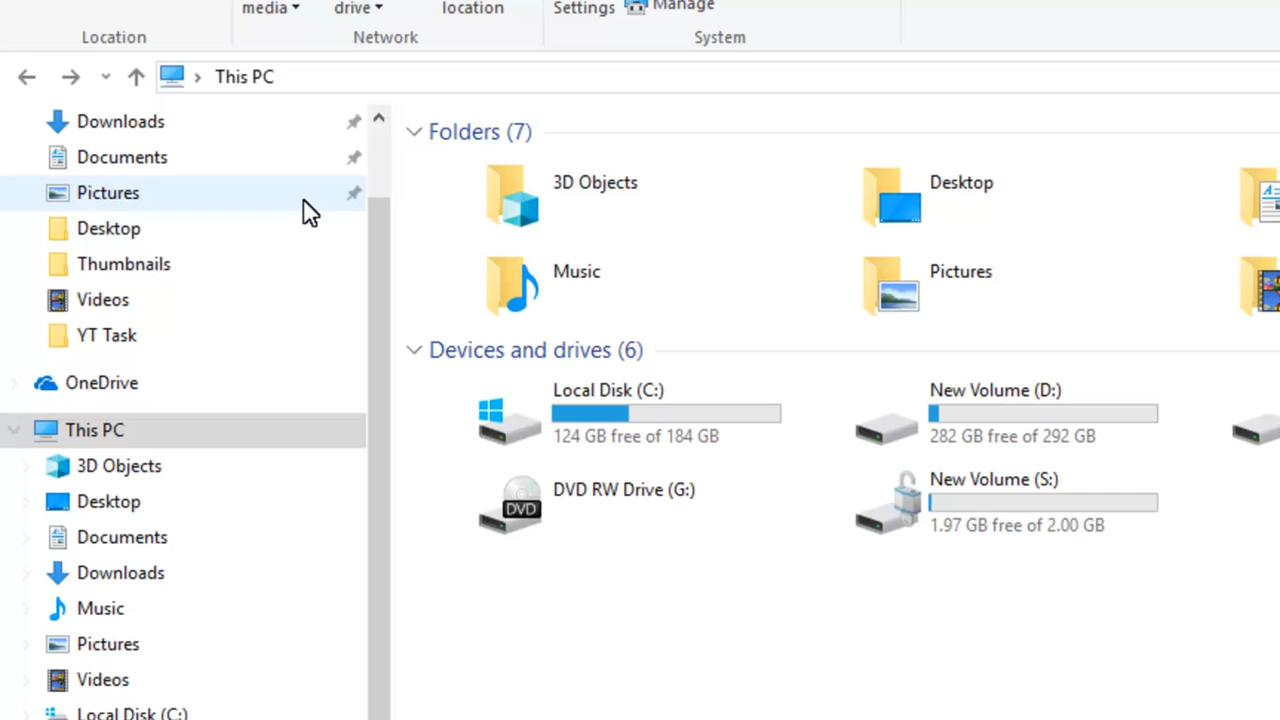 media drive location Settings Manage
Location Network System
This PC
Downloads
Documents
Pictures
Desktop
Thumbnails
Videos
YT Task
OneDrive
This PC
3D Objects
Desktop
Documents
Downloads
Music
Pictures
Videos
Local Disk (C:)
Folders (7)
3D Objects
Desktop
Music
Pictures
Devices and drives (6)
Local Disk (C:)
124 GB free of 184 GB
New Volume (D:)
282 GB free of 292 GB
DVD RW Drive (G:)
DVD
New Volume (S:)
1.97 GB free of 2.00 GB